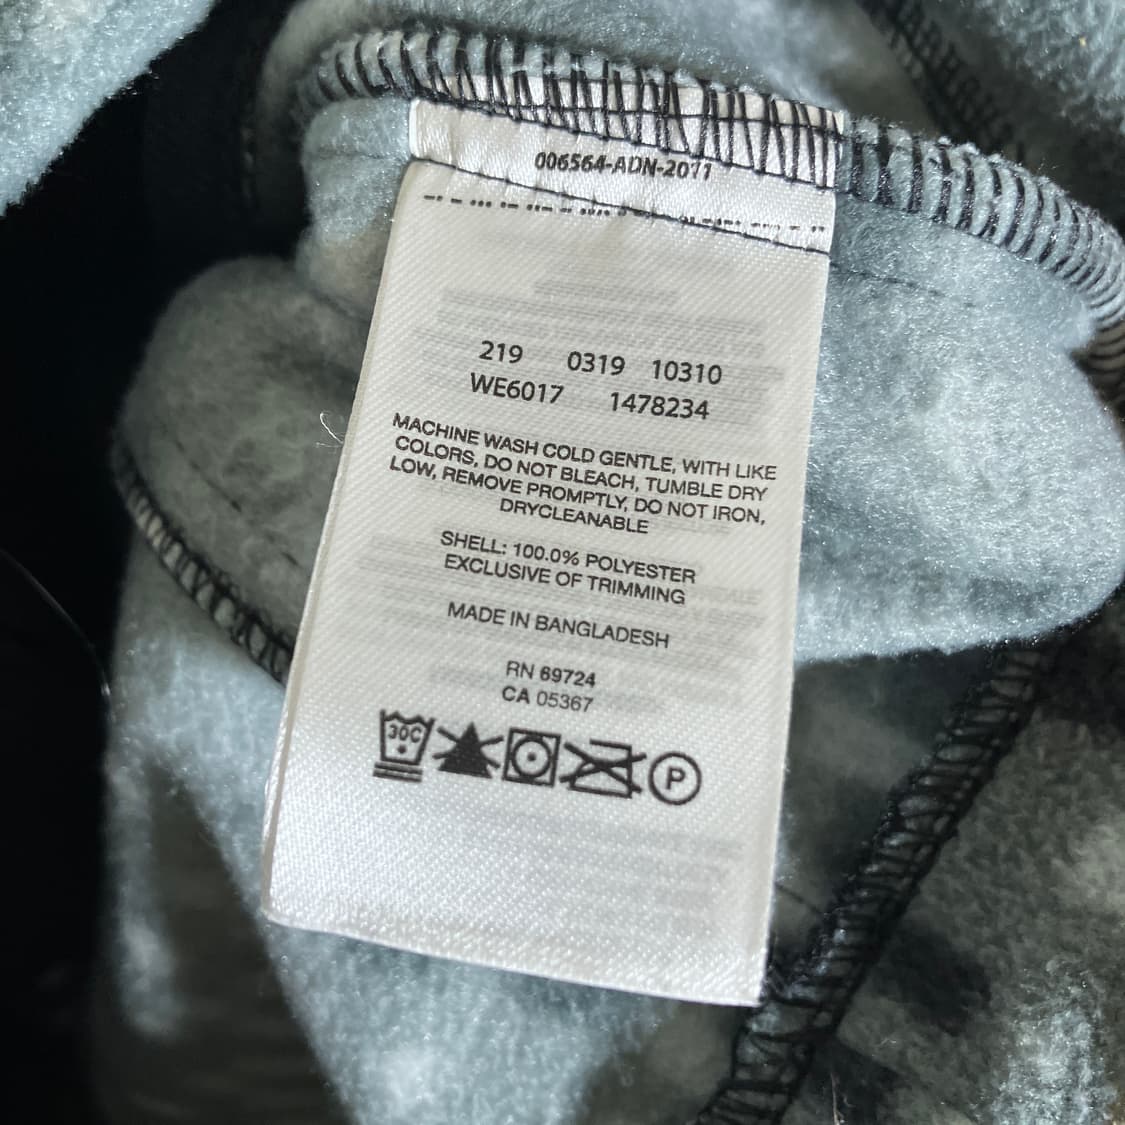 006564-ADN-2011
219 0319 10310
WE6017 1478234
MACHINE WASH COLD GENTLE, WITH LIKE
COLORS, DO NOT BLEACH, TUMBLE DRY
LOW, REMOVE PROMPTLY, DO NOT IRON,
DRYCLEANABLE
SHELL: 100.0% POLYESTER
EXCLUSIVE OF TRIMMING
MADE IN BANGLADESH
RN 69724
CA 05367
30C
P